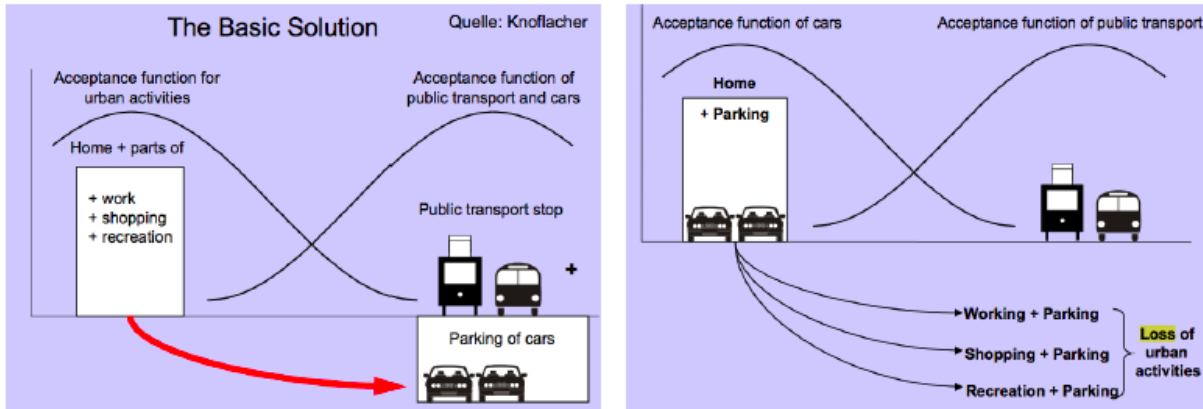 The Basic Solution
Quelle: Knoflacher
Acceptance function for
urban activities
Acceptance function of
public transport and cars
Home + parts of
+ work
+ shopping
+ recreation
Public transport stop
+
Parking of cars
Acceptance function of cars
Acceptance function of public transport
Home
+ Parking
Working + Parking
Shopping + Parking
Recreation + Parking
Loss of
urban
activities